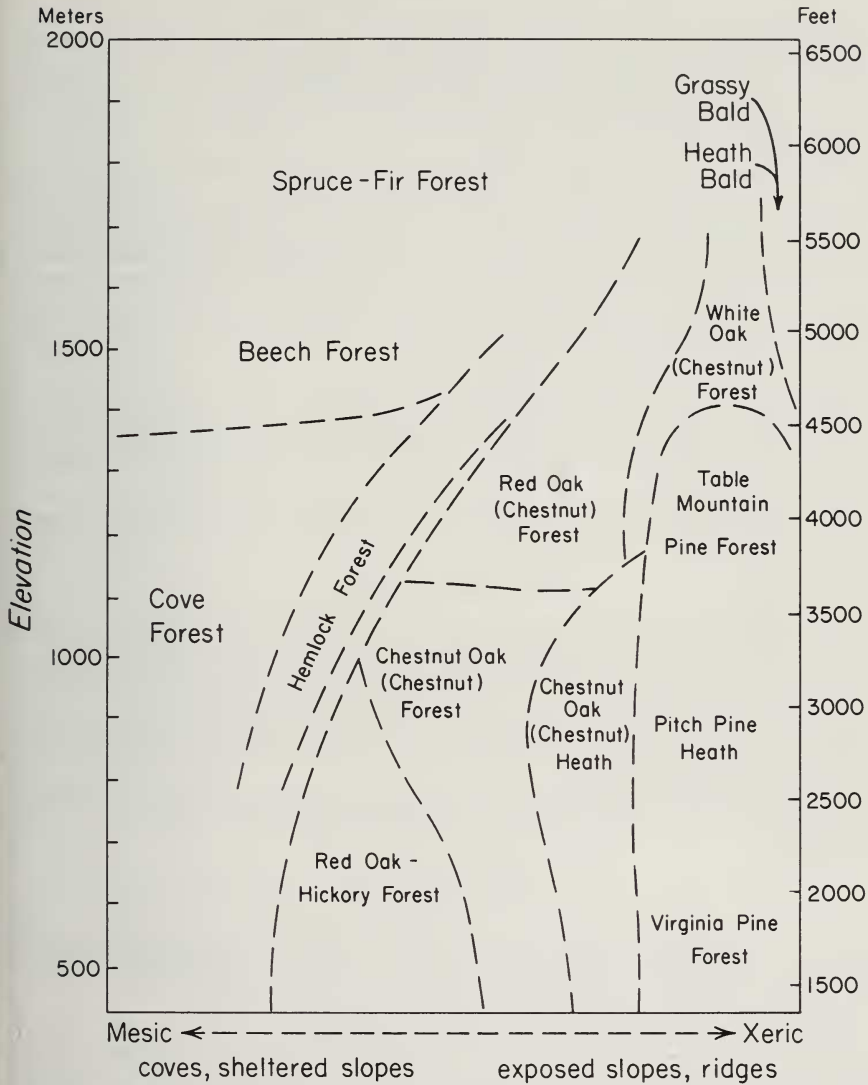 Meters
Feet
2000
6500
Grassy
Bald
6000
Heath
Bald
Spruce-Fir Forest
5500
White
Oak
5000
1500
Beech Forest
(Chestnut)
Forest
4500
Red Oak
(Chestnut)
Forest
Table
Mountain
4000
Pine Forest
Elevation
Cove
Forest
Hemlock Forest
3500
1000
Chestnut Oak
(Chestnut)
Forest
Chestnut
Oak
(Chestnut)
Heath
3000
Pitch Pine
Heath
2500
Red Oak -
Hickory Forest
2000
Virginia Pine
Forest
500
1500
Mesic
Xeric
coves, sheltered slopes
exposed slopes, ridges